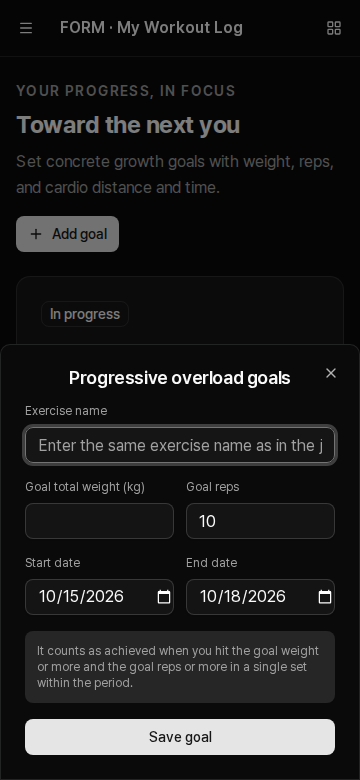 FORM · My Workout Log
YOUR PROGRESS, IN FOCUS
Toward the next you
Set concrete growth goals with weight, reps,
and cardio distance and time.
Add goal
In progress
Progressive overload goals
Exercise name
Enter the same exercise name as in the j
Goal total weight (kg)
Goal reps
10
Start date
End date
10/15/2026
10/18/2026
It counts as achieved when you hit the goal weight
or more and the goal reps or more in a single set
within the period.
Save goal